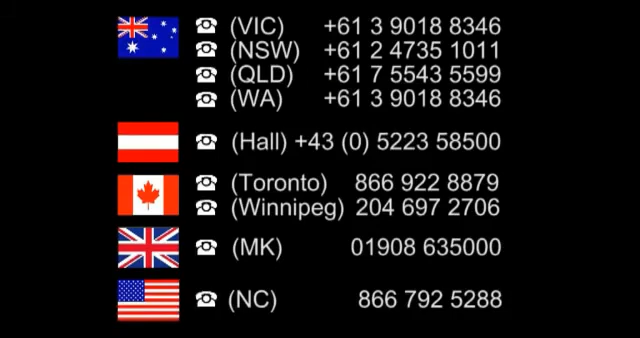 ☎ (VIC) +61 3 9018 8346
☎ (NSW) +61 2 4735 1011
☎ (QLD) +61 7 5543 5599
☎ (WA) +61 3 9018 8346
☎ (Hall) +43 (0) 5223 58500
☎ (Toronto) 866 922 8879
☎ (Winnipeg) 204 697 2706
☎ (MK) 01908 635000
☎ (NC) 866 792 5288